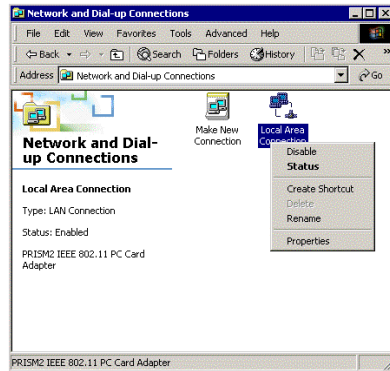 Network and Dial-up Connections
File Edit View Favorites Tools Advanced Help
Back Search Folders History »
Address Network and Dial-up Connections Go
Network and Dial-
up Connections
Local Area Connection
Type: LAN Connection
Status: Enabled
PRISM2 IEEE 802.11 PC Card
Adapter
Make New
Connection
Local Area
Connection
Disable
Status
Create Shortcut
Delete
Rename
Properties
PRISM2 IEEE 802.11 PC Card Adapter